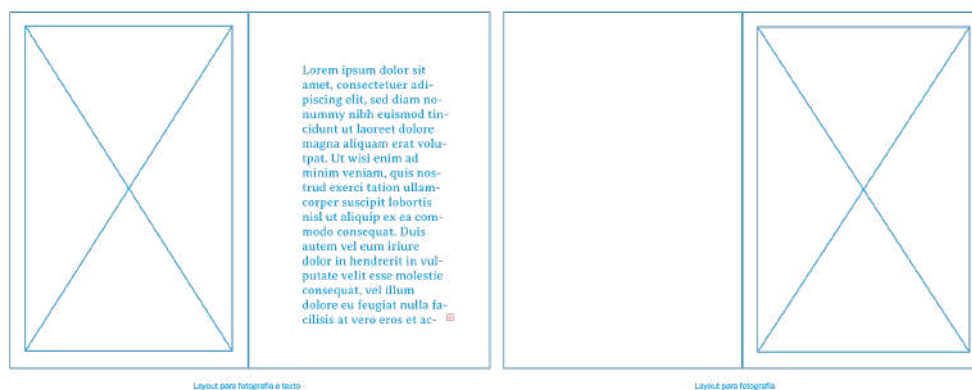 Lorem ipsum dolor sit
amet, consectetuer adi-
piscing elit, sed diam no-
nummy nibh euismod tin-
cidunt ut laoreet dolore
magna aliquam erat volu-
tpat. Ut wisi enim ad
minim veniam, quis nos-
trud exerci tation ullam-
corper suscipit lobortis
nisl ut aliquip ex ea com-
modo consequat. Duis
autem vel eum iriure
dolor in hendrerit in vul-
putate velit esse molestie
consequat, vel illum
dolore eu feugiat nulla fa-
cilisis at vero eros et ac-
Layout para fotografia e texto
Layout para fotografia